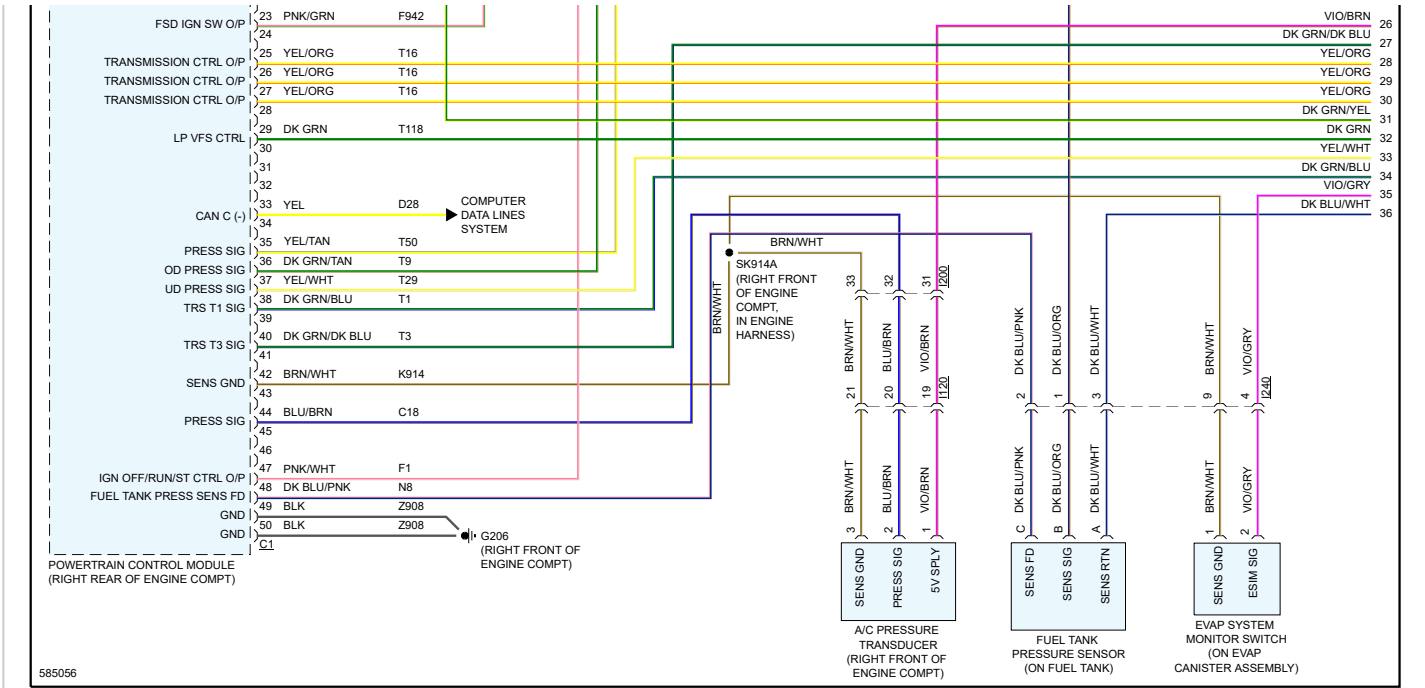 FSD IGN SW O/P 23 PNK/GRN F942
24
TRANSMISSION CTRL O/P 25 YEL/ORG T16
TRANSMISSION CTRL O/P 26 YEL/ORG T16
TRANSMISSION CTRL O/P 27 YEL/ORG T16
28
LP VFS CTRL 29 DK GRN T118
30
31
32
CAN C (-) 33 YEL D28
34
PRESS SIG 35 YEL/TAN T50
OD PRESS SIG 36 DK GRN/TAN T9
UD PRESS SIG 37 YEL/WHT T29
TRS T1 SIG 38 DK GRN/BLU T1
39
TRS T3 SIG 40 DK GRN/DK BLU T3
41
SENS GND 42 BRN/WHT K914
43
PRESS SIG 44 BLU/BRN C18
45
46
IGN OFF/RUN/ST CTRL O/P 47 PNK/WHT F1
FUEL TANK PRESS SENS FD 48 DK BLU/PNK N8
GND 49 BLK Z908
GND 50 BLK Z908
C1
POWERTRAIN CONTROL MODULE
(RIGHT REAR OF ENGINE COMPT)
COMPUTER
DATA LINES
SYSTEM
G206
(RIGHT FRONT OF
ENGINE COMPT)
VIO/BRN 26
DK GRN/DK BLU 27
YEL/ORG 28
YEL/ORG 29
YEL/ORG 30
DK GRN/YEL 31
DK GRN 32
YEL/WHT 33
DK GRN/BLU 34
VIO/GRY 35
DK BLU/WHT 36
BRN/WHT
BRN/WHT
SK914A
(RIGHT FRONT
OF ENGINE
COMPT,
IN ENGINE
HARNESS)
33 32 31 I200
BRN/WHT BLU/BRN VIO/BRN
21 20 19 I120
BRN/WHT BLU/BRN VIO/BRN
3 2 1
SENS GND PRESS SIG 5V SPLY
A/C PRESSURE
TRANSDUCER
(RIGHT FRONT OF
ENGINE COMPT)
DK BLU/PNK DK BLU/ORG DK BLU/WHT
2 1 3
DK BLU/PNK DK BLU/ORG DK BLU/WHT
C B A
SENS FD SENS SIG SENS RTN
FUEL TANK
PRESSURE SENSOR
(ON FUEL TANK)
BRN/WHT VIO/GRY
9 4 I240
BRN/WHT VIO/GRY
1 2
SENS GND ESIM SIG
EVAP SYSTEM
MONITOR SWITCH
(ON EVAP
CANISTER ASSEMBLY)
585056